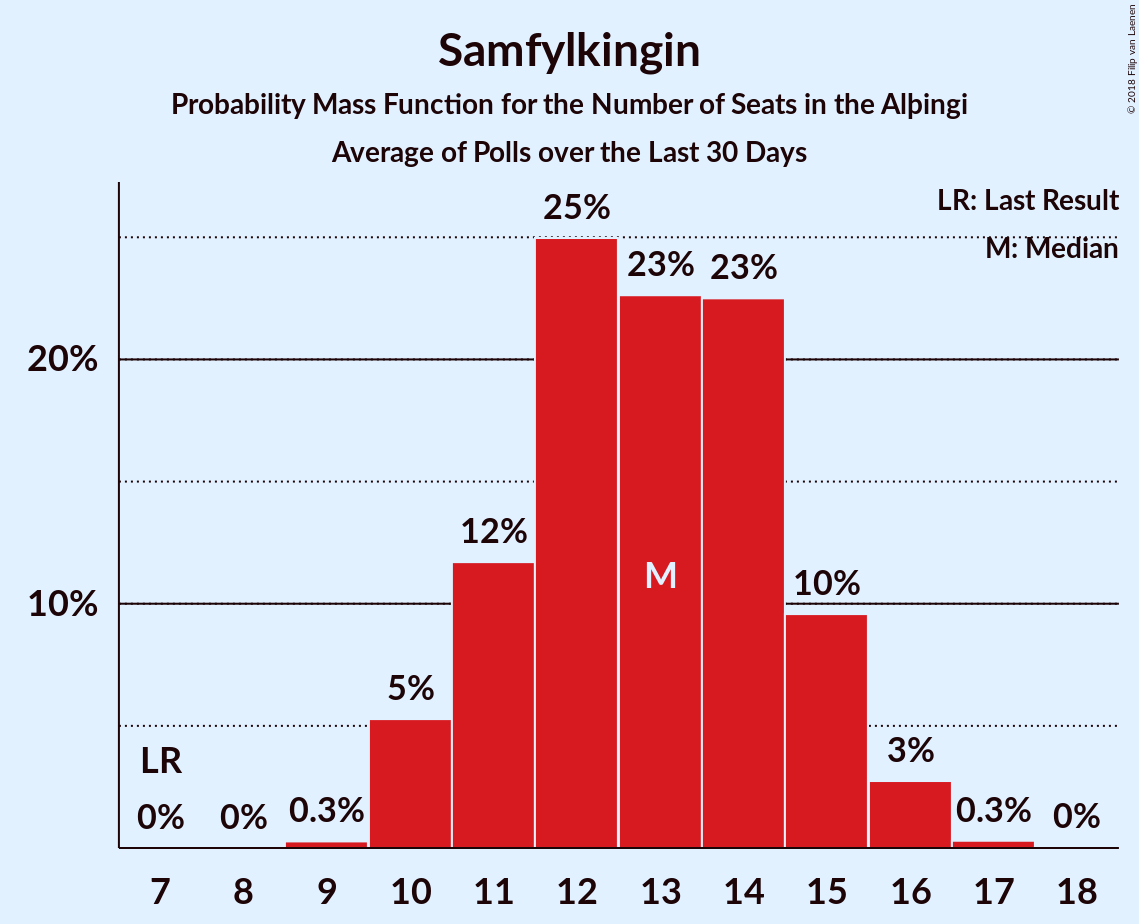 Samfylkingin
Probability Mass Function for the Number of Seats in the Alþingi
Average of Polls over the Last 30 Days
© 2018 Filip van Laenen
LR: Last Result
M: Median
25%
23%
23%
20%
12%
M
10%
10%
5%
3%
LR
0%
0%
0.3%
0.3%
0%
7 8 9 10 11 12 13 14 15 16 17 18